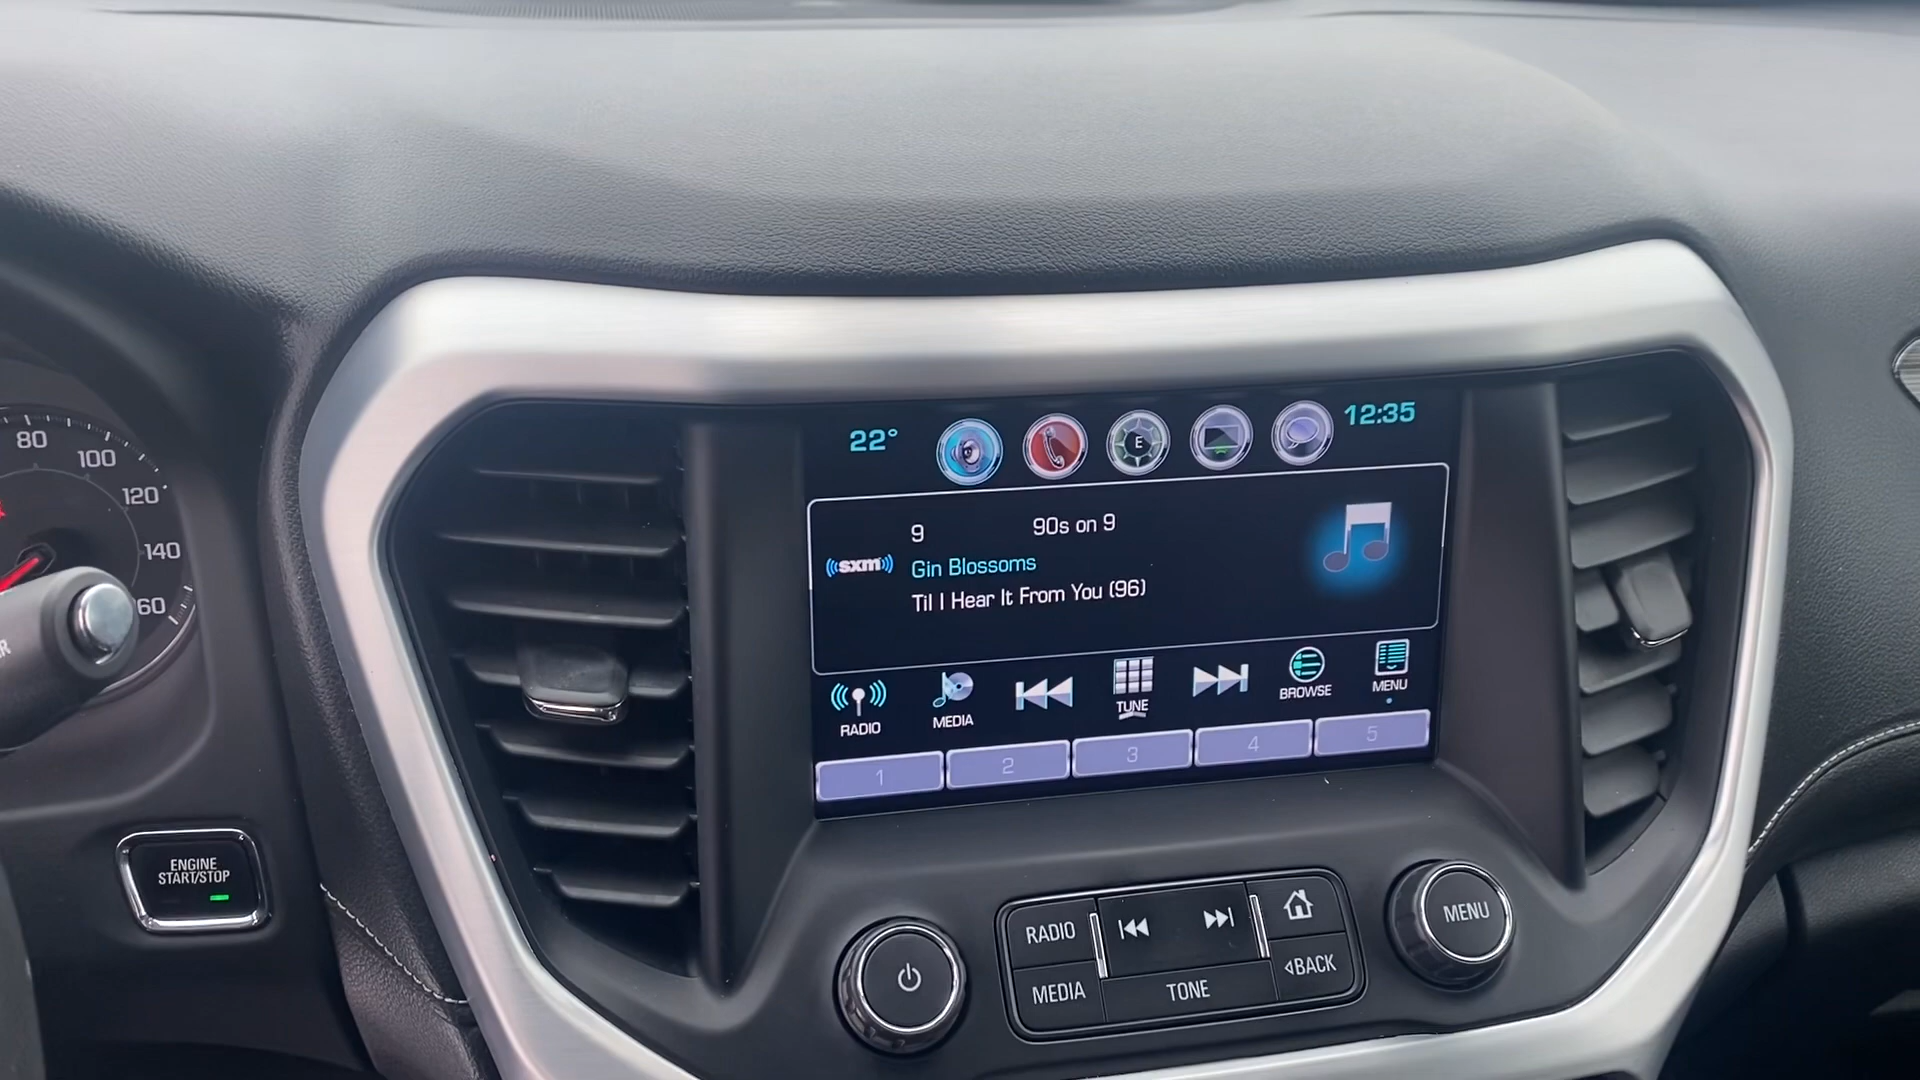 80
100
120
140
160
R
ENGINE
START/STOP
22°
E
12:35
9 90s on 9
((sxm))
Gin Blossoms
Til I Hear It From You (96)
RADIO
MEDIA
TUNE
BROWSE
MENU
1 2 3 4 5
RADIO
MEDIA
TONE
BACK
MENU